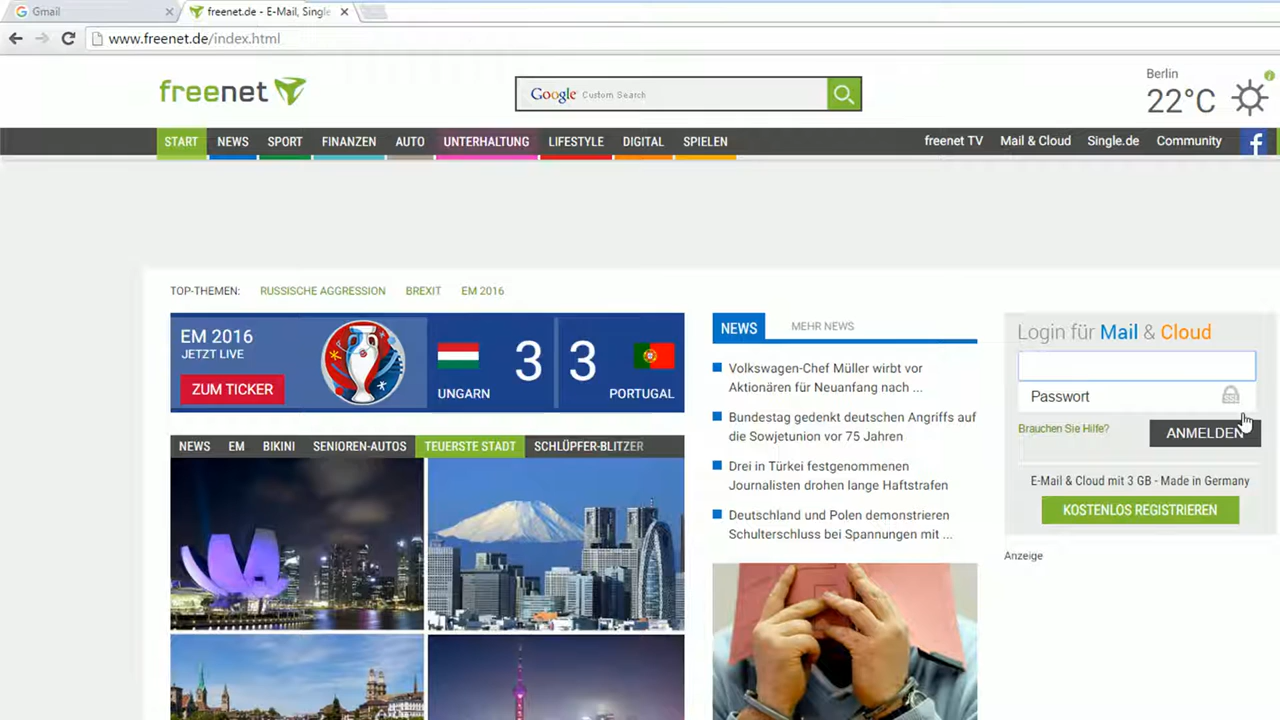 Gmail
freenet.de - E-Mail, Single
www.freenet.de/index.html
freenet
Google Custom Search
Berlin
22°C
START NEWS SPORT FINANZEN AUTO UNTERHALTUNG LIFESTYLE DIGITAL SPIELEN freenet TV Mail & Cloud Single.de Community
TOP-THEMEN: RUSSISCHE AGGRESSION BREXIT EM 2016
EM 2016
JETZT LIVE
ZUM TICKER
3 3
UNGARN PORTUGAL
NEWS EM BIKINI SENIOREN-AUTOS TEUERSTE STADT SCHLÜPFER-BLITZER
NEWS MEHR NEWS
Volkswagen-Chef Müller wirbt vor
Aktionären für Neuanfang nach ...
Bundestag gedenkt deutschen Angriffs auf
die Sowjetunion vor 75 Jahren
Drei in Türkei festgenommenen
Journalisten drohen lange Haftstrafen
Deutschland und Polen demonstrieren
Schulterschluss bei Spannungen mit ...
Login für Mail & Cloud
Passwort
SSL
Brauchen Sie Hilfe?
ANMELDEN
E-Mail & Cloud mit 3 GB - Made in Germany
KOSTENLOS REGISTRIEREN
Anzeige